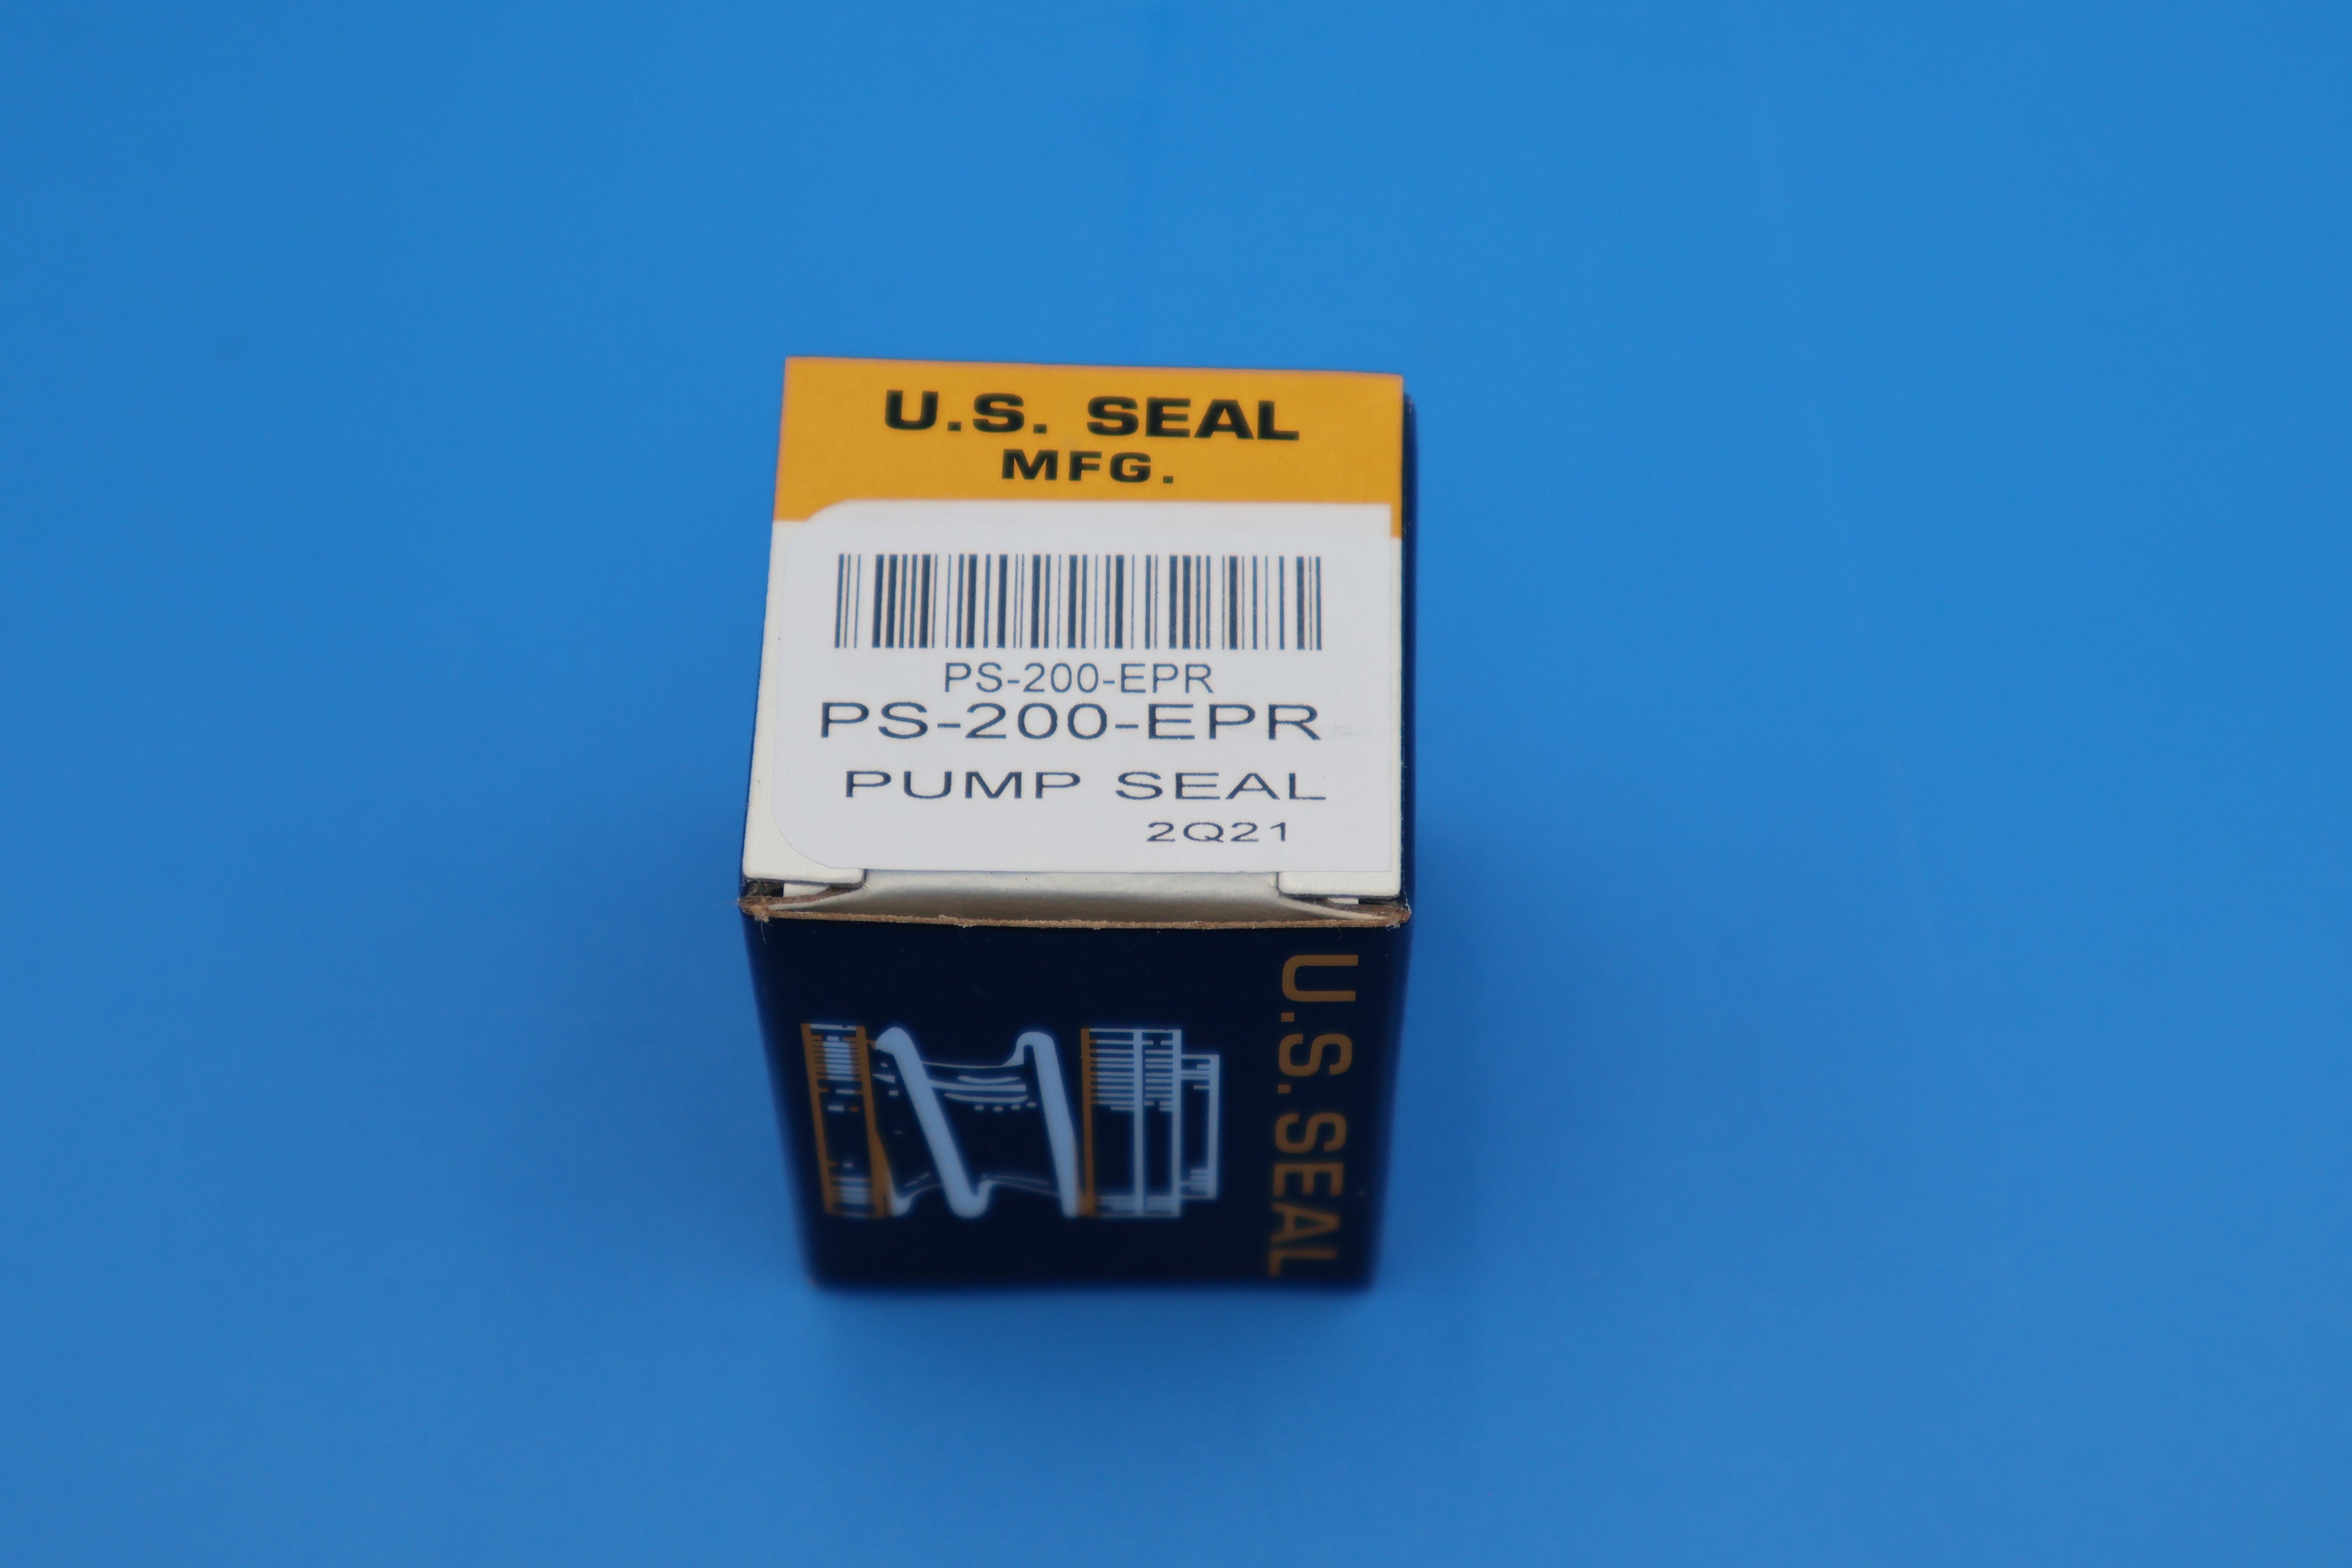 U.S. SEAL
MFG.
PS-200-EPR
PS-200-EPR
PUMP SEAL
2Q21
U.S. SEAL